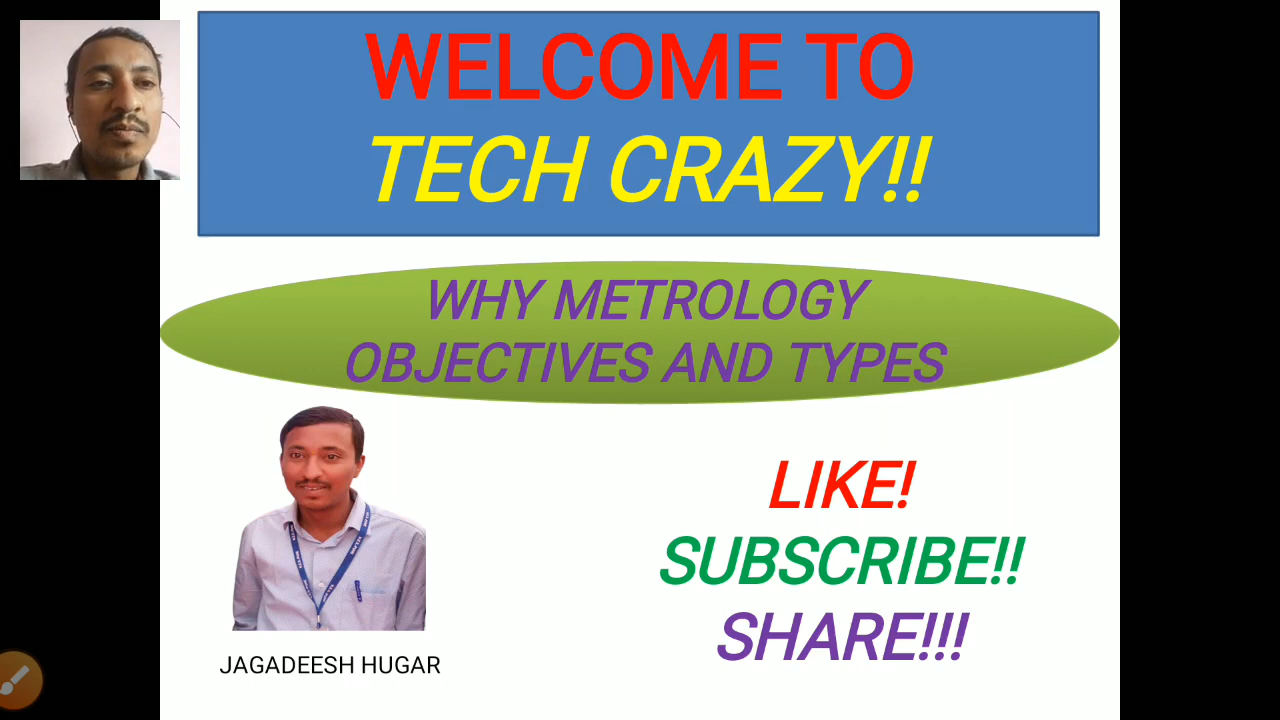 WELCOME TO
TECH CRAZY!!
WHY METROLOGY
OBJECTIVES AND TYPES
LIKE!
SUBSCRIBE!!
SHARE!!!
JAGADEESH HUGAR